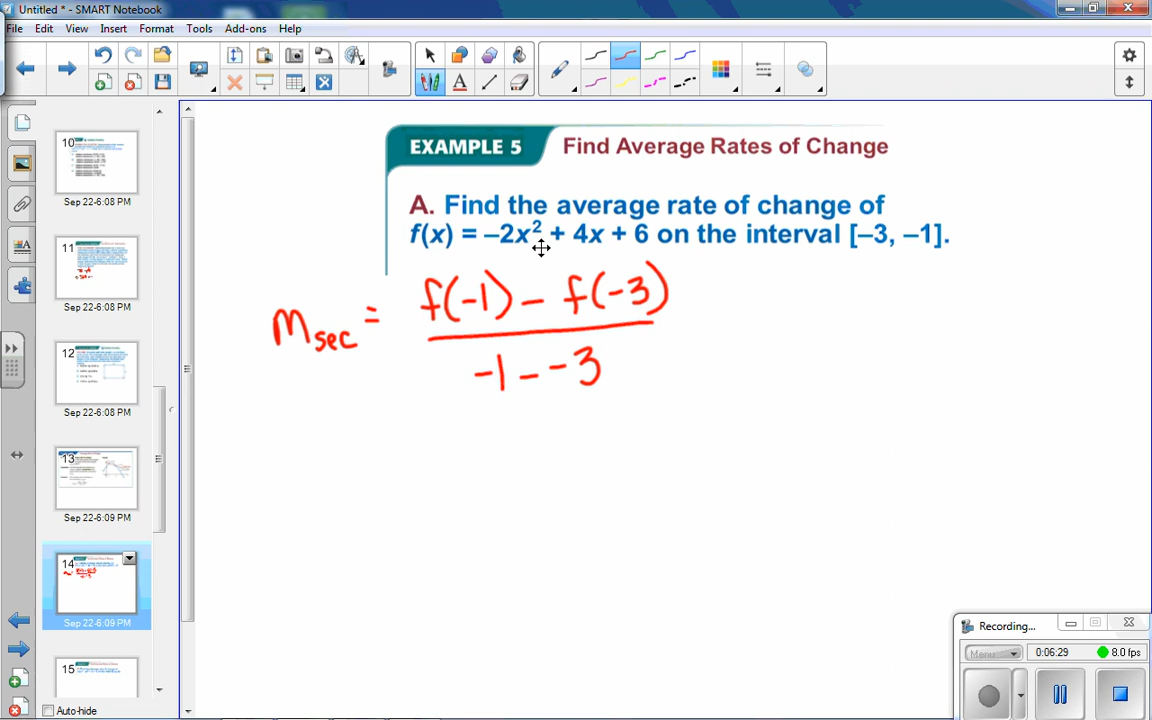 Untitled * - SMART Notebook
File Edit View Insert Format Tools Add-ons Help
10
Sep 22-6:08 PM
11
Sep 22-6:08 PM
12
Sep 22-6:08 PM
13
Sep 22-6:09 PM
14
Sep 22-6:09 PM
15
Auto-hide
EXAMPLE 5 Find Average Rates of Change
A. Find the average rate of change of
f(x) = –2x² + 4x + 6 on the interval [–3, –1].
m sec = f(-1) - f(-3)
-1 - -3
Recording...
Menu 0:06:29 8.0 fps